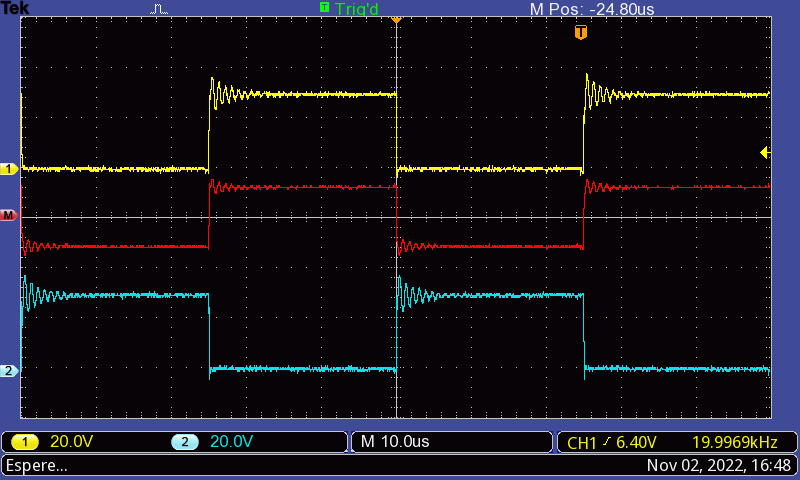 Tek T Trig'd M Pos: -24.80us
T
1
M
2
1 20.0V 2 20.0V M 10.0us CH1 6.40V 19.9969kHz
Espere... Nov 02, 2022, 16:48